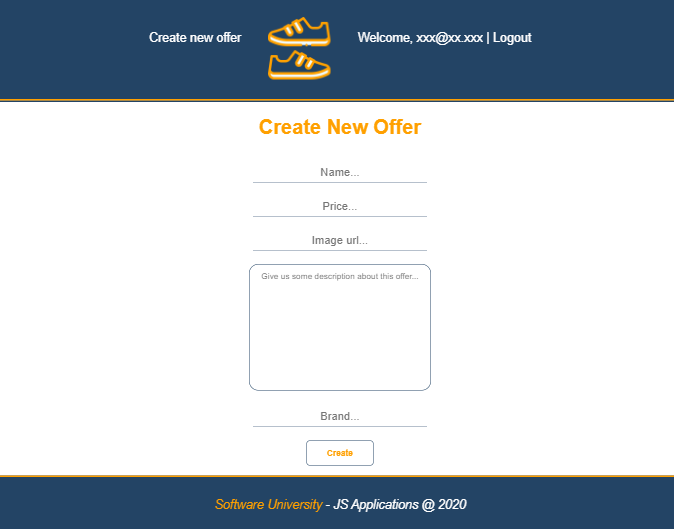 Create new offer Welcome, xxx@xx.xxx | Logout
Create New Offer
Name...
Price...
Image url...
Give us some description about this offer...
Brand...
Create
Software University - JS Applications @ 2020